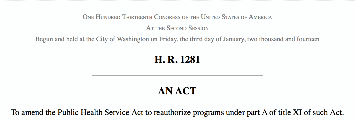 One Hundred Thirteenth Congress of the United States of America
At the Second Session
Begun and held at the City of Washington on Friday, the third day of January, two thousand and fourteen
H. R. 1281
AN ACT
To amend the Public Health Service Act to reauthorize programs under part A of title XI of such Act.